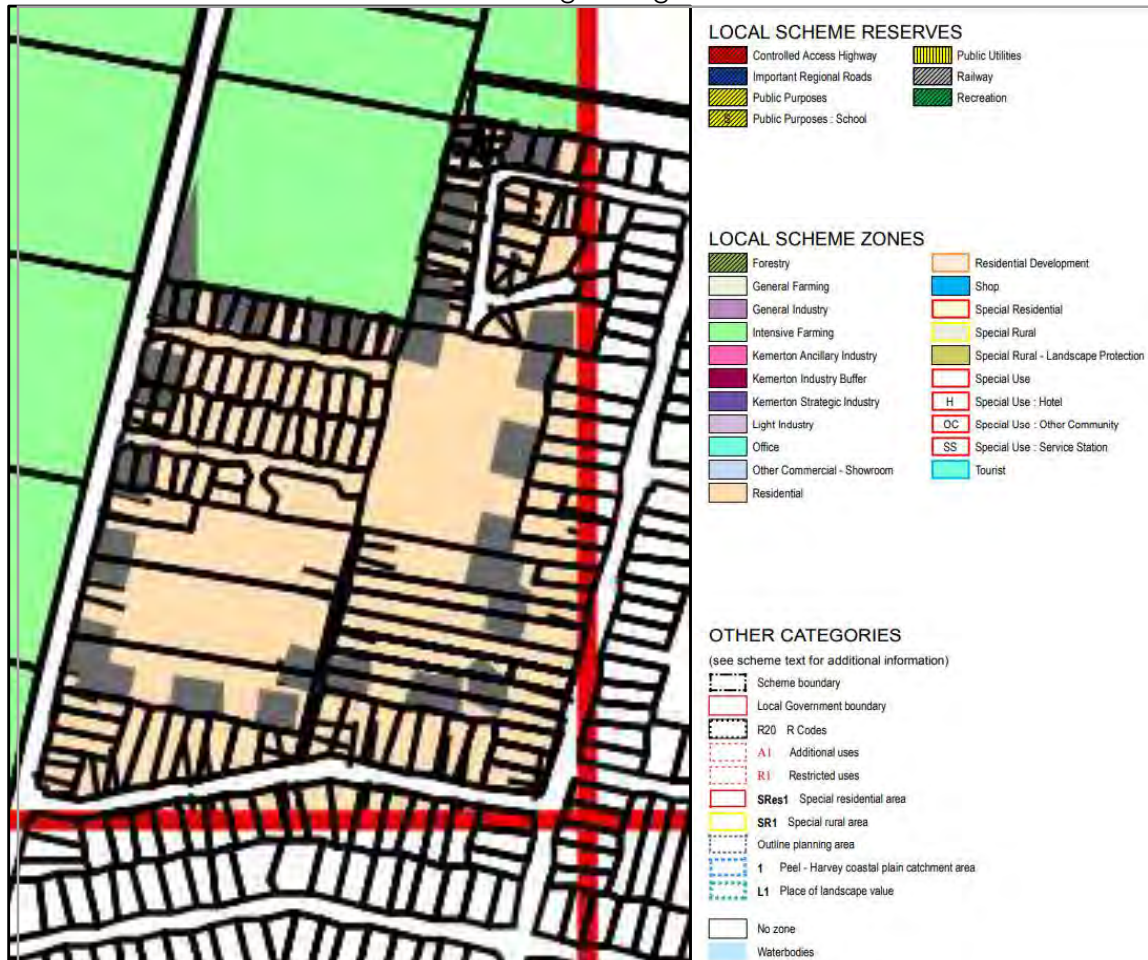 LOCAL SCHEME RESERVES
Controlled Access Highway
Important Regional Roads
Public Purposes
S Public Purposes : School
Public Utilities
Railway
Recreation
LOCAL SCHEME ZONES
Forestry
General Farming
General Industry
Intensive Farming
Kemerton Ancillary Industry
Kemerton Industry Buffer
Kemerton Strategic Industry
Light Industry
Office
Other Commercial - Showroom
Residential
Residential Development
Shop
Special Residential
Special Rural
Special Rural - Landscape Protection
Special Use
H Special Use : Hotel
OC Special Use : Other Community
SS Special Use : Service Station
Tourist
OTHER CATEGORIES
(see scheme text for additional information)
Scheme boundary
Local Government boundary
R20 R Codes
A1 Additional uses
R1 Restricted uses
SRes1 Special residential area
SR1 Special rural area
Outline planning area
1 Peel - Harvey coastal plain catchment area
L1 Place of landscape value
No zone
Waterbodies